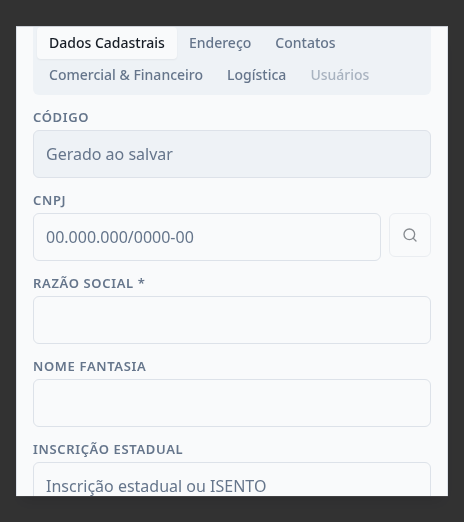 Dados Cadastrais Endereço Contatos
Comercial & Financeiro Logística Usuários
CÓDIGO
Gerado ao salvar
CNPJ
00.000.000/0000-00
RAZÃO SOCIAL *
NOME FANTASIA
INSCRIÇÃO ESTADUAL
Inscrição estadual ou ISENTO